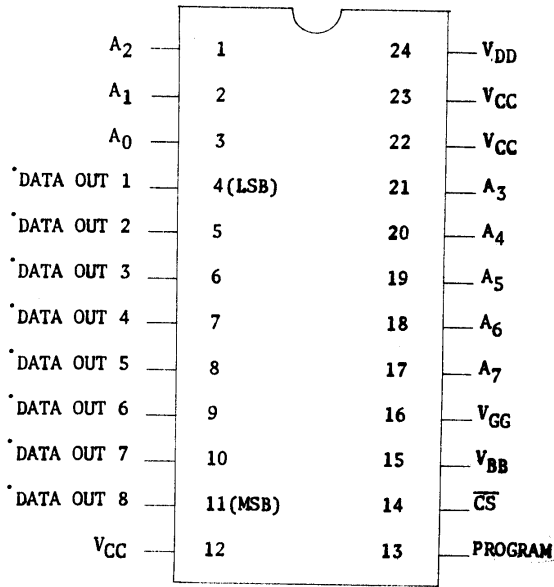 A2 1 24 VDD
A1 2 23 VCC
A0 3 22 VCC
DATA OUT 1 4(LSB) 21 A3
DATA OUT 2 5 20 A4
DATA OUT 3 6 19 A5
DATA OUT 4 7 18 A6
DATA OUT 5 8 17 A7
DATA OUT 6 9 16 VGG
DATA OUT 7 10 15 VBB
DATA OUT 8 11(MSB) 14 C̅S̅
VCC 12 13 PROGRAM